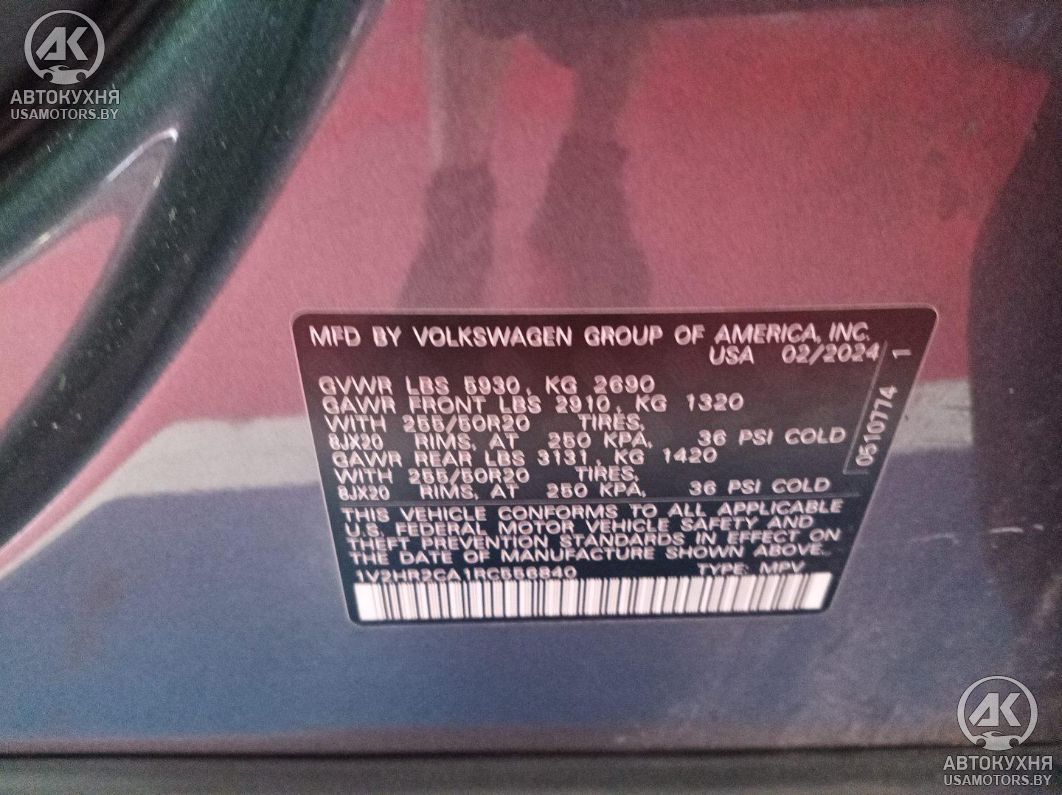 AK
АВТОКУХНЯ
USAMOTORS.BY
MFD BY VOLKSWAGEN GROUP OF AMERICA, INC.
USA 02/2024
GVWR LBS 5930, KG 2690
GAWR FRONT LBS 2910, KG 1320
WITH 255/50R20 TIRES,
8JX20 RIMS, AT 250 KPA, 36 PSI COLD
GAWR REAR LBS 3131, KG 1420
WITH 255/50R20 TIRES,
8JX20 RIMS, AT 250 KPA, 36 PSI COLD
THIS VEHICLE CONFORMS TO ALL APPLICABLE
U.S. FEDERAL MOTOR VEHICLE SAFETY AND
THEFT PREVENTION STANDARDS IN EFFECT ON
THE DATE OF MANUFACTURE SHOWN ABOVE.
1V2HR2CA1RC556840 TYPE: MPV
0510774 1
AK
АВТОКУХНЯ
USAMOTORS.BY